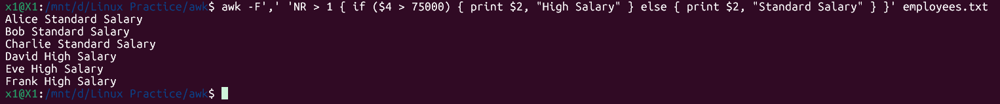 x1@X1:/mnt/d/Linux Practice/awk$ awk -F',' 'NR > 1 { if ($4 > 75000) { print $2, "High Salary" } else { print $2, "Standard Salary" } }' employees.txt
Alice Standard Salary
Bob Standard Salary
Charlie Standard Salary
David High Salary
Eve High Salary
Frank High Salary
x1@X1:/mnt/d/Linux Practice/awk$